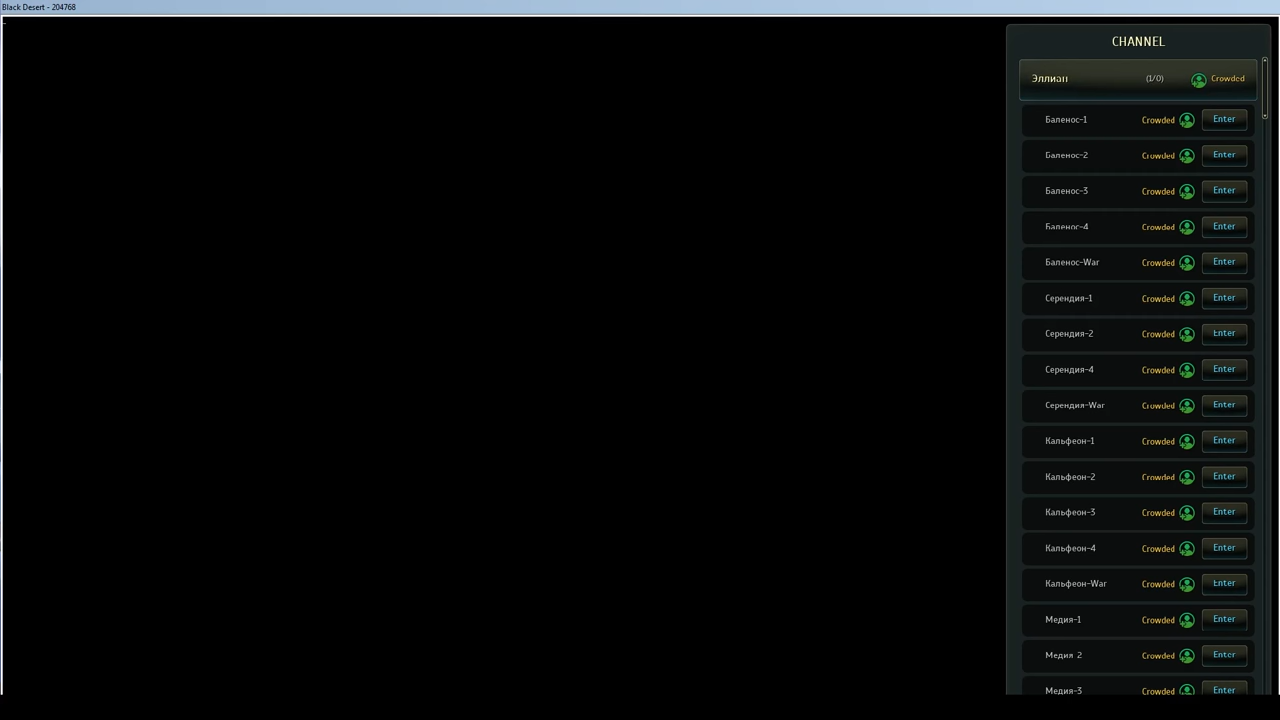 Black Desert - 204768
CHANNEL
Эллиан (1/0) Crowded
Баленос-1 Crowded Enter
Баленос-2 Crowded Enter
Баленос-3 Crowded Enter
Баленос-4 Crowded Enter
Баленос-War Crowded Enter
Серендия-1 Crowded Enter
Серендия-2 Crowded Enter
Серендия-4 Crowded Enter
Серендия-War Crowded Enter
Кальфеон-1 Crowded Enter
Кальфеон-2 Crowded Enter
Кальфеон-3 Crowded Enter
Кальфеон-4 Crowded Enter
Кальфеон-War Crowded Enter
Медия-1 Crowded Enter
Медия-2 Crowded Enter
Медия-3 Crowded Enter